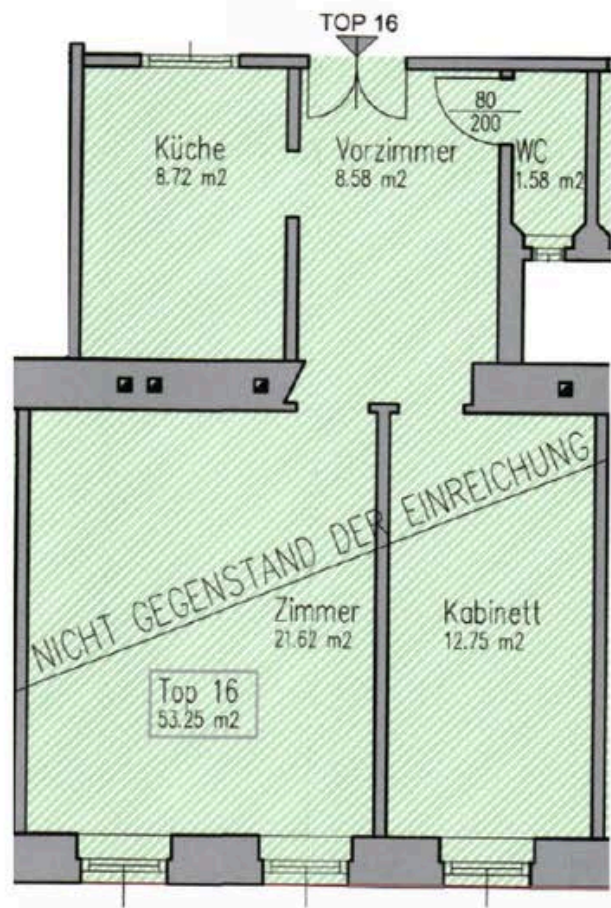 TOP 16
80
200
Küche
8.72 m2
Vorzimmer
8.58 m2
WC
1.58 m2
NICHT GEGENSTAND DER EINREICHUNG
Zimmer
21.62 m2
Kabinett
12.75 m2
Top 16
53.25 m2